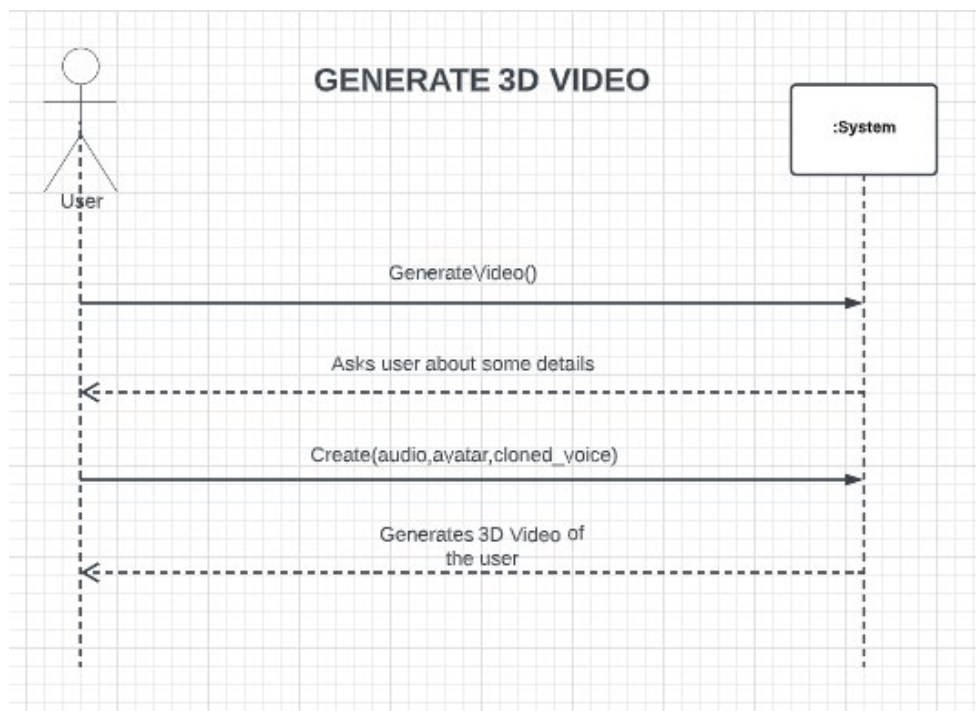 GENERATE 3D VIDEO
:System
User
GenerateVideo()
Asks user about some details
Create(audio,avatar,cloned_voice)
Generates 3D Video of
the user